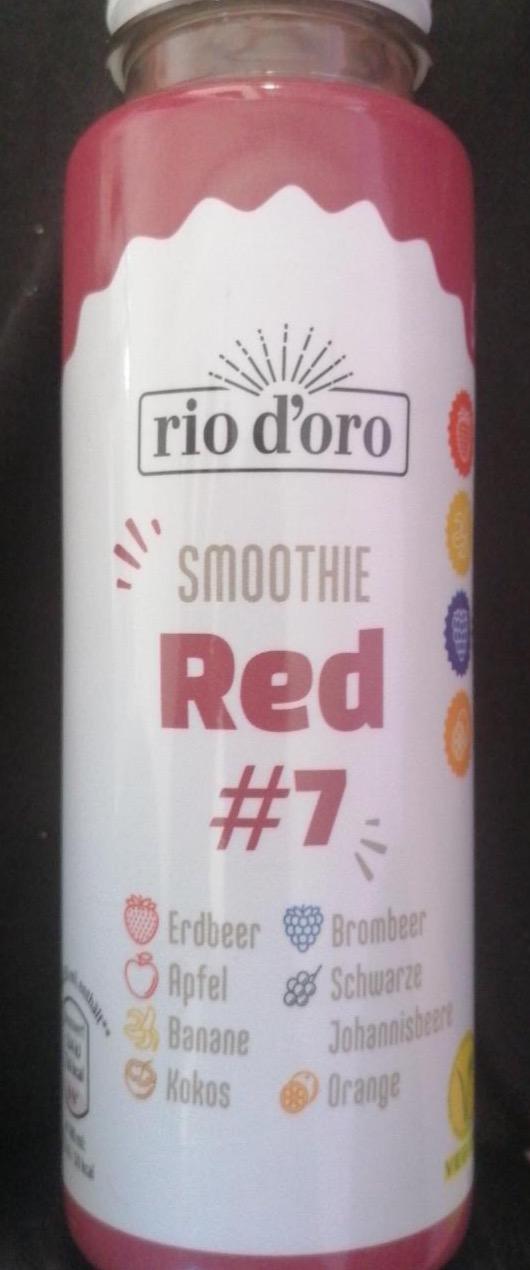 rio d'oro
SMOOTHIE
Red
#7
Erdbeer
Apfel
Banane
Kokos
Brombeer
Schwarze
Johannisbeere
Orange